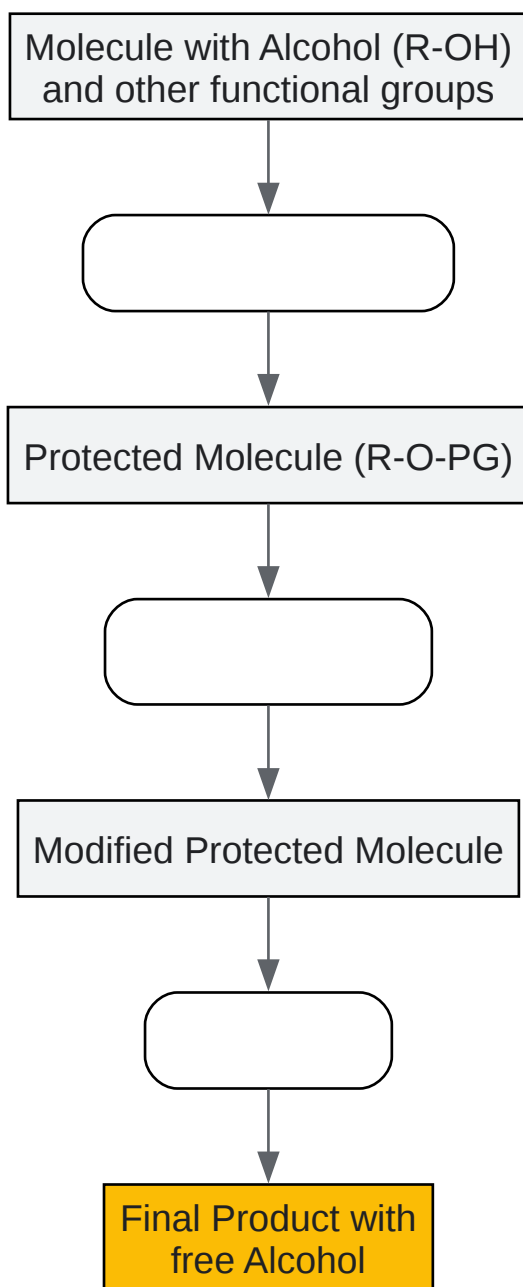 Molecule with Alcohol (R-OH)
and other functional groups
Protected Molecule (R-O-PG)
Modified Protected Molecule
Final Product with
free Alcohol